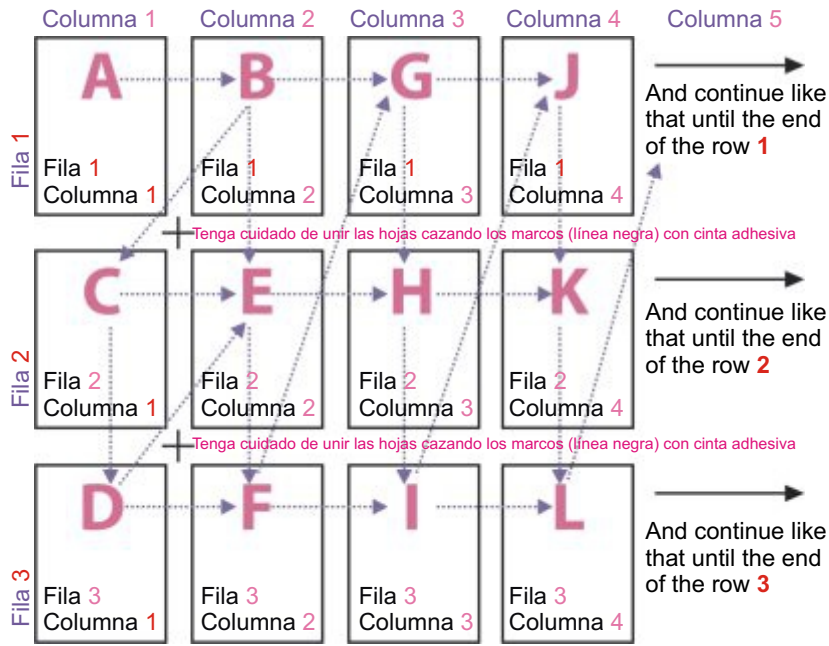 Columna 1
Columna 2
Columna 3
Columna 4
Columna 5
Fila 1
A
Fila 1
Columna 1
B
Fila 1
Columna 2
G
Fila 1
Columna 3
J
Fila 1
Columna 4
And continue like
that until the end
of the row 1
Tenga cuidado de unir las hojas cazando los marcos (línea negra) con cinta adhesiva
Fila 2
C
Fila 2
Columna 1
E
Fila 2
Columna 2
H
Fila 2
Columna 3
K
Fila 2
Columna 4
And continue like
that until the end
of the row 2
Tenga cuidado de unir las hojas cazando los marcos (línea negra) con cinta adhesiva
Fila 3
D
Fila 3
Columna 1
F
Fila 3
Columna 2
I
Fila 3
Columna 3
L
Fila 3
Columna 4
And continue like
that until the end
of the row 3